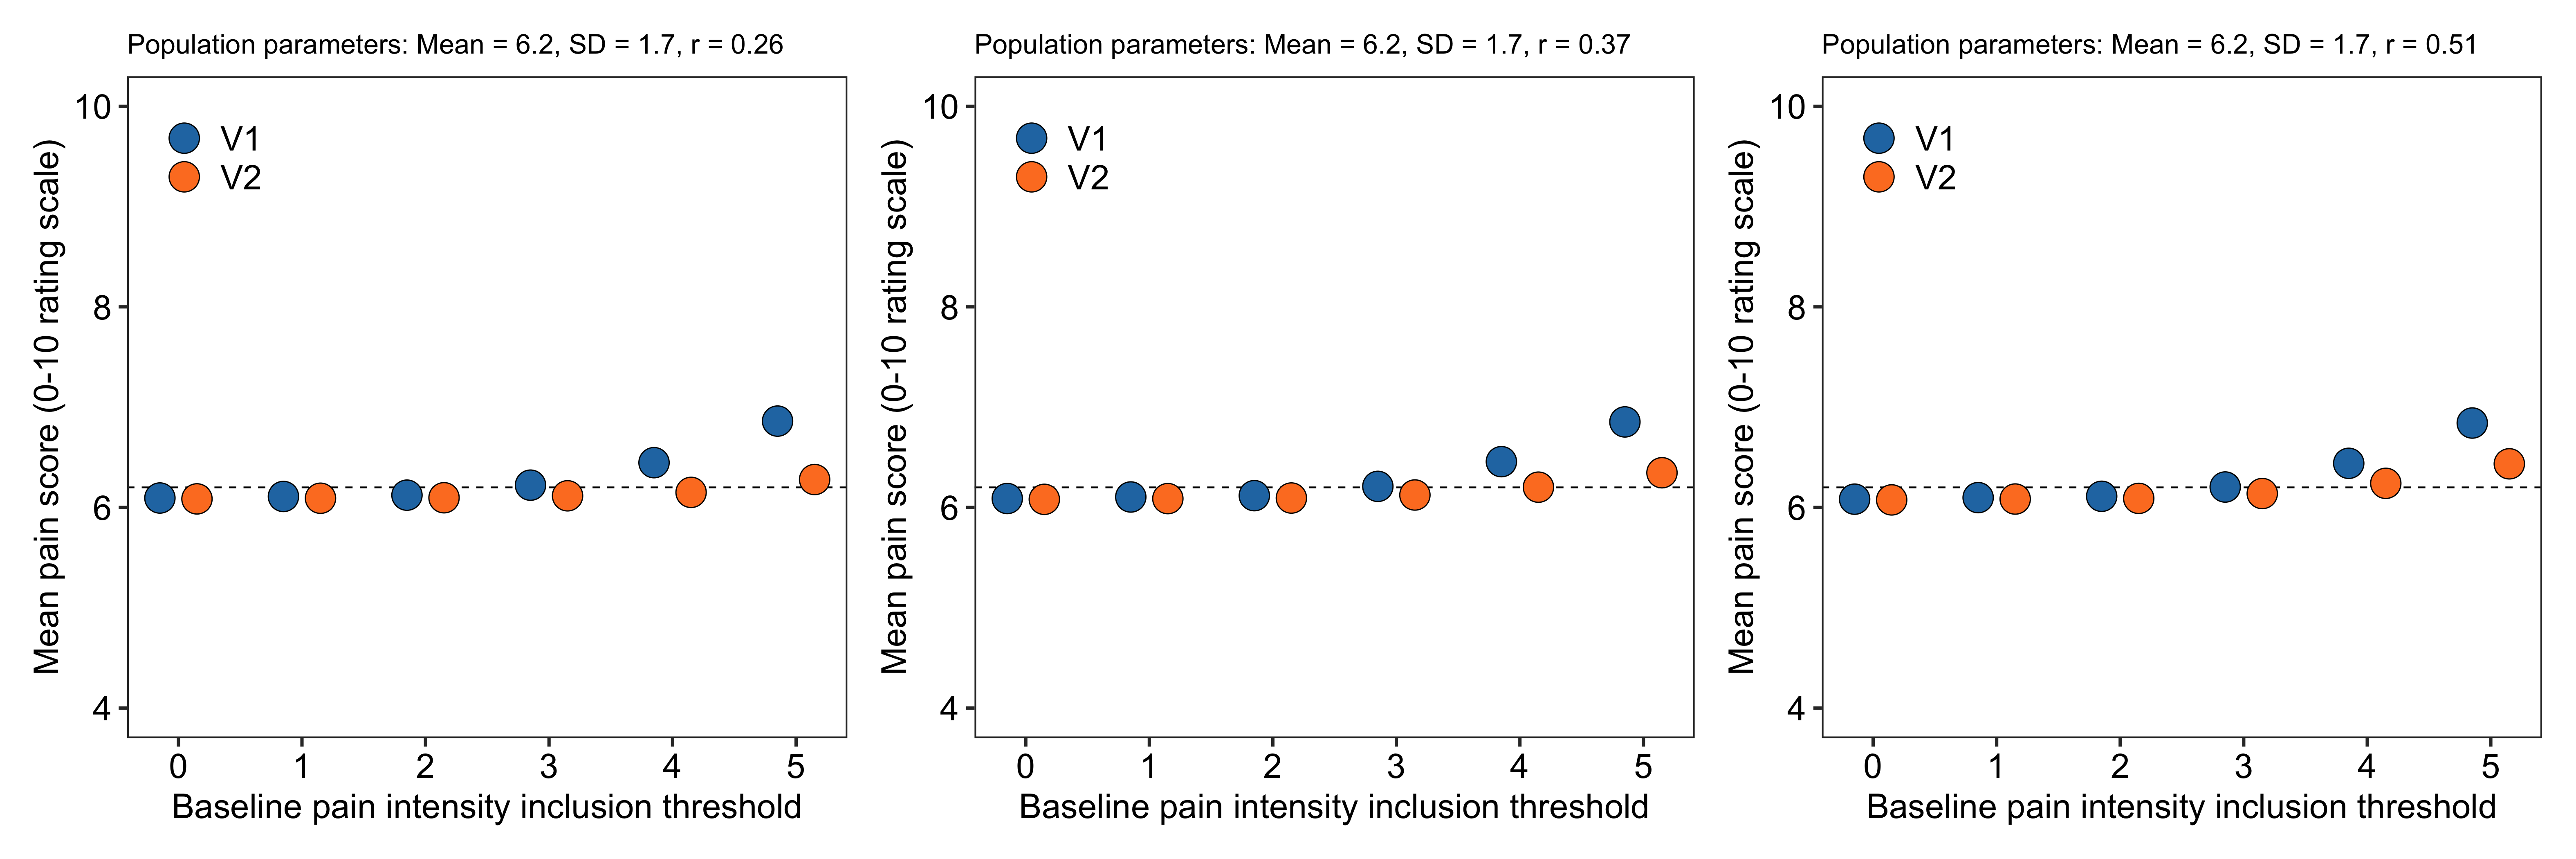 Population parameters: Mean = 6.2, SD = 1.7, r = 0.26
Mean pain score (0-10 rating scale)
10
8
6
4
V1
V2
0 1 2 3 4 5
Baseline pain intensity inclusion threshold
Population parameters: Mean = 6.2, SD = 1.7, r = 0.37
Mean pain score (0-10 rating scale)
10
8
6
4
V1
V2
0 1 2 3 4 5
Baseline pain intensity inclusion threshold
Population parameters: Mean = 6.2, SD = 1.7, r = 0.51
Mean pain score (0-10 rating scale)
10
8
6
4
V1
V2
0 1 2 3 4 5
Baseline pain intensity inclusion threshold